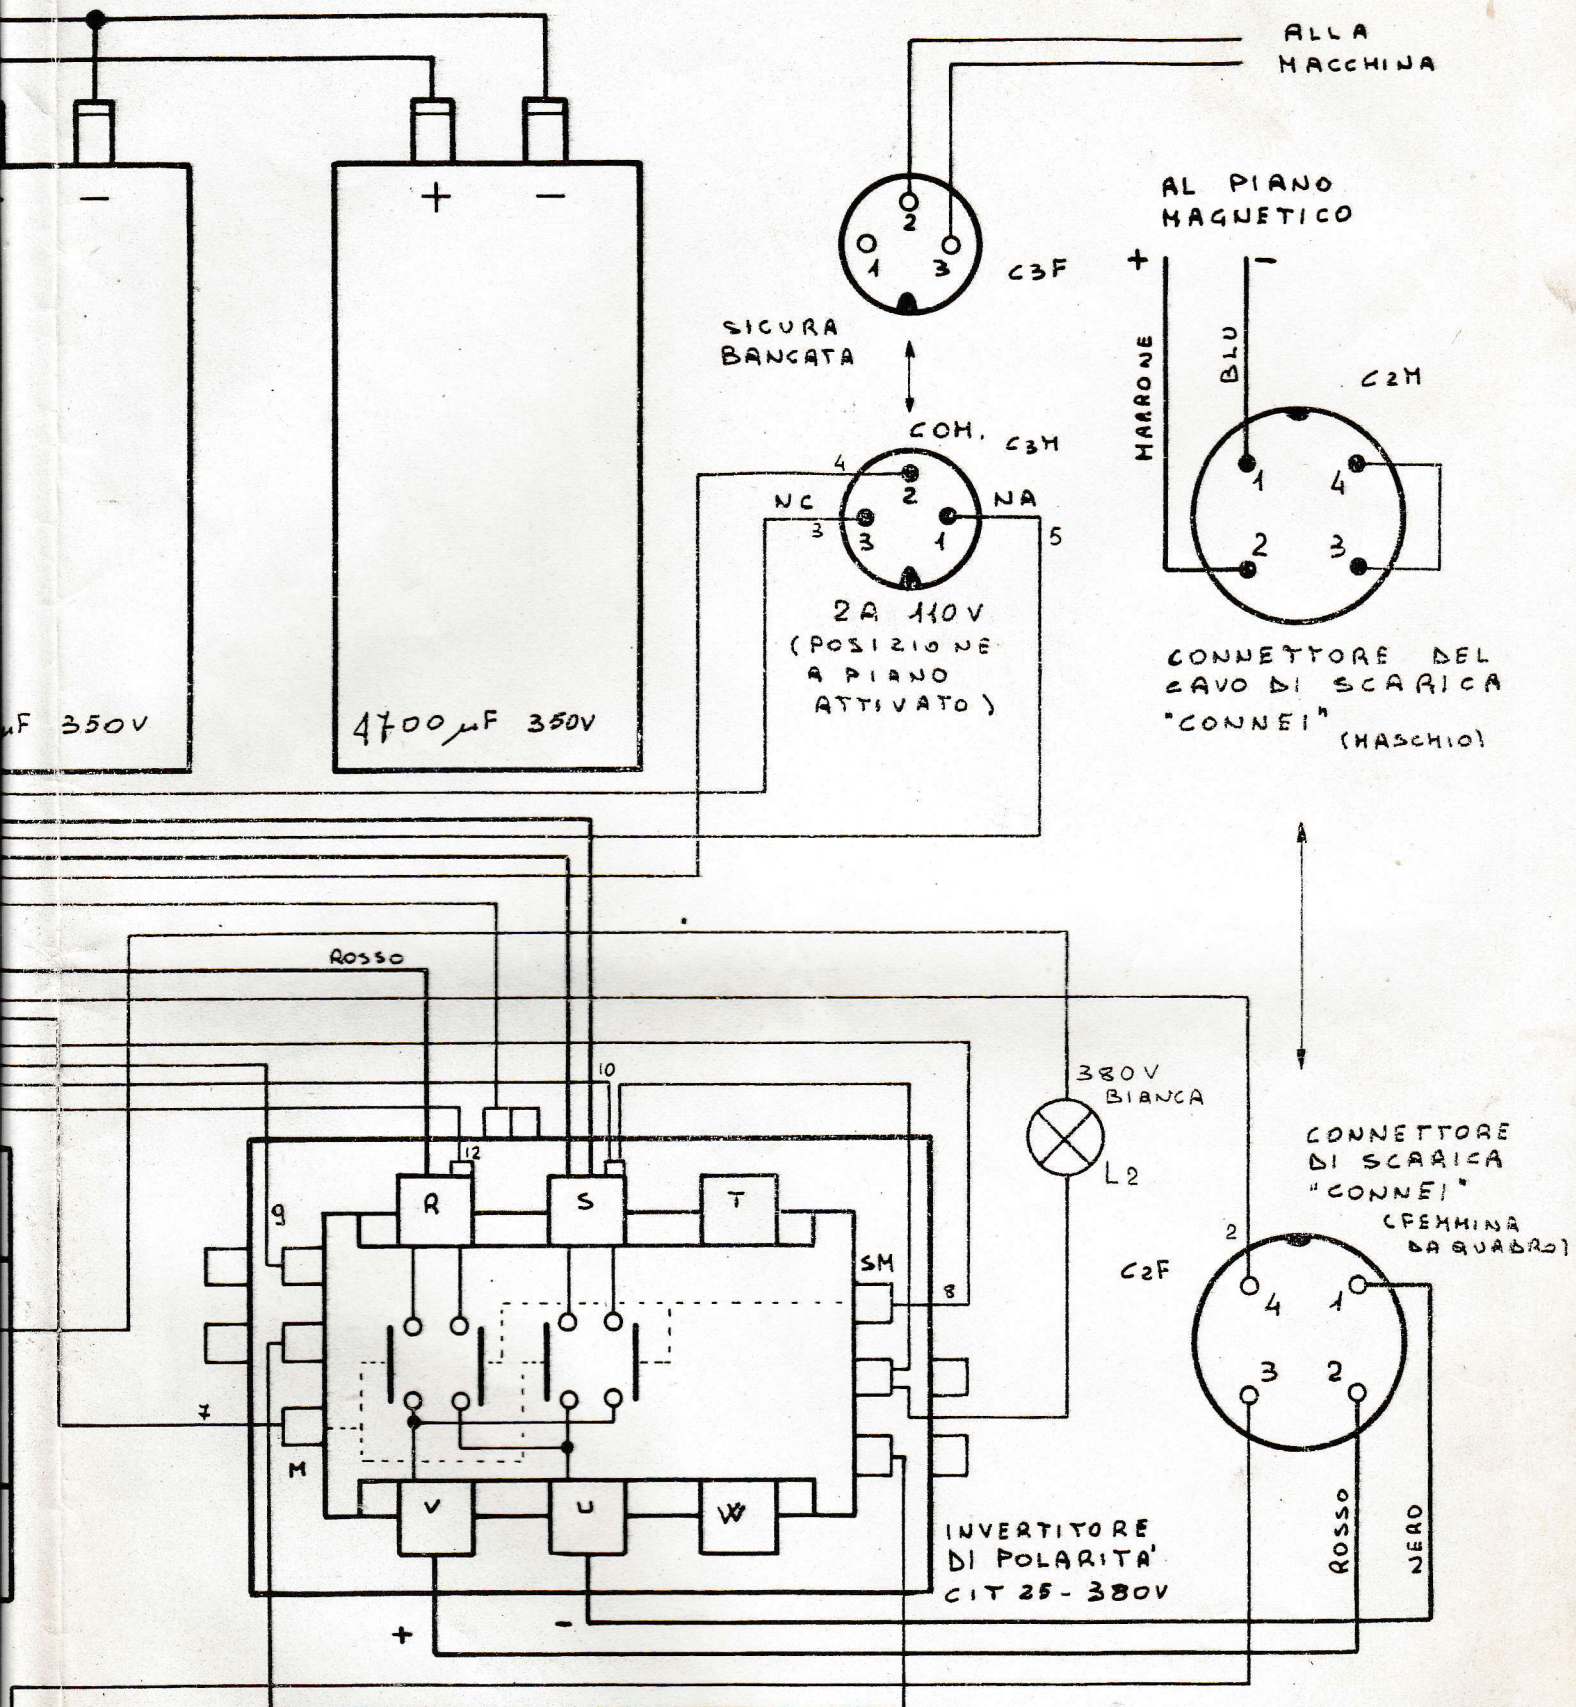 ALLA
MACCHINA
+
−
−
2
1
3
C3F
AL PIANO
MAGNETICO
+
−
SICURA
BANCATA
MARRONE
BLU
C2M
COM.
C3M
4
2
NC
NA
3
3
1
5
1
4
2
3
2A 110V
(POSIZIONE
A PIANO
ATTIVATO)
CONNETTORE DEL
CAVO DI SCARICA
"CONNEI"
(MASCHIO)
µF 350V
4700 µF 350V
ROSSO
10
380V
BIANCA
L2
12
CONNETTORE
DI SCARICA
"CONNEI"
(FEMMINA
DA QUADRO)
R
S
T
9
2
SM
8
C2F
4
1
3
2
7
M
V
U
W
ROSSO
NERO
INVERTITORE
DI POLARITA'
CIT 25-380V
+
−